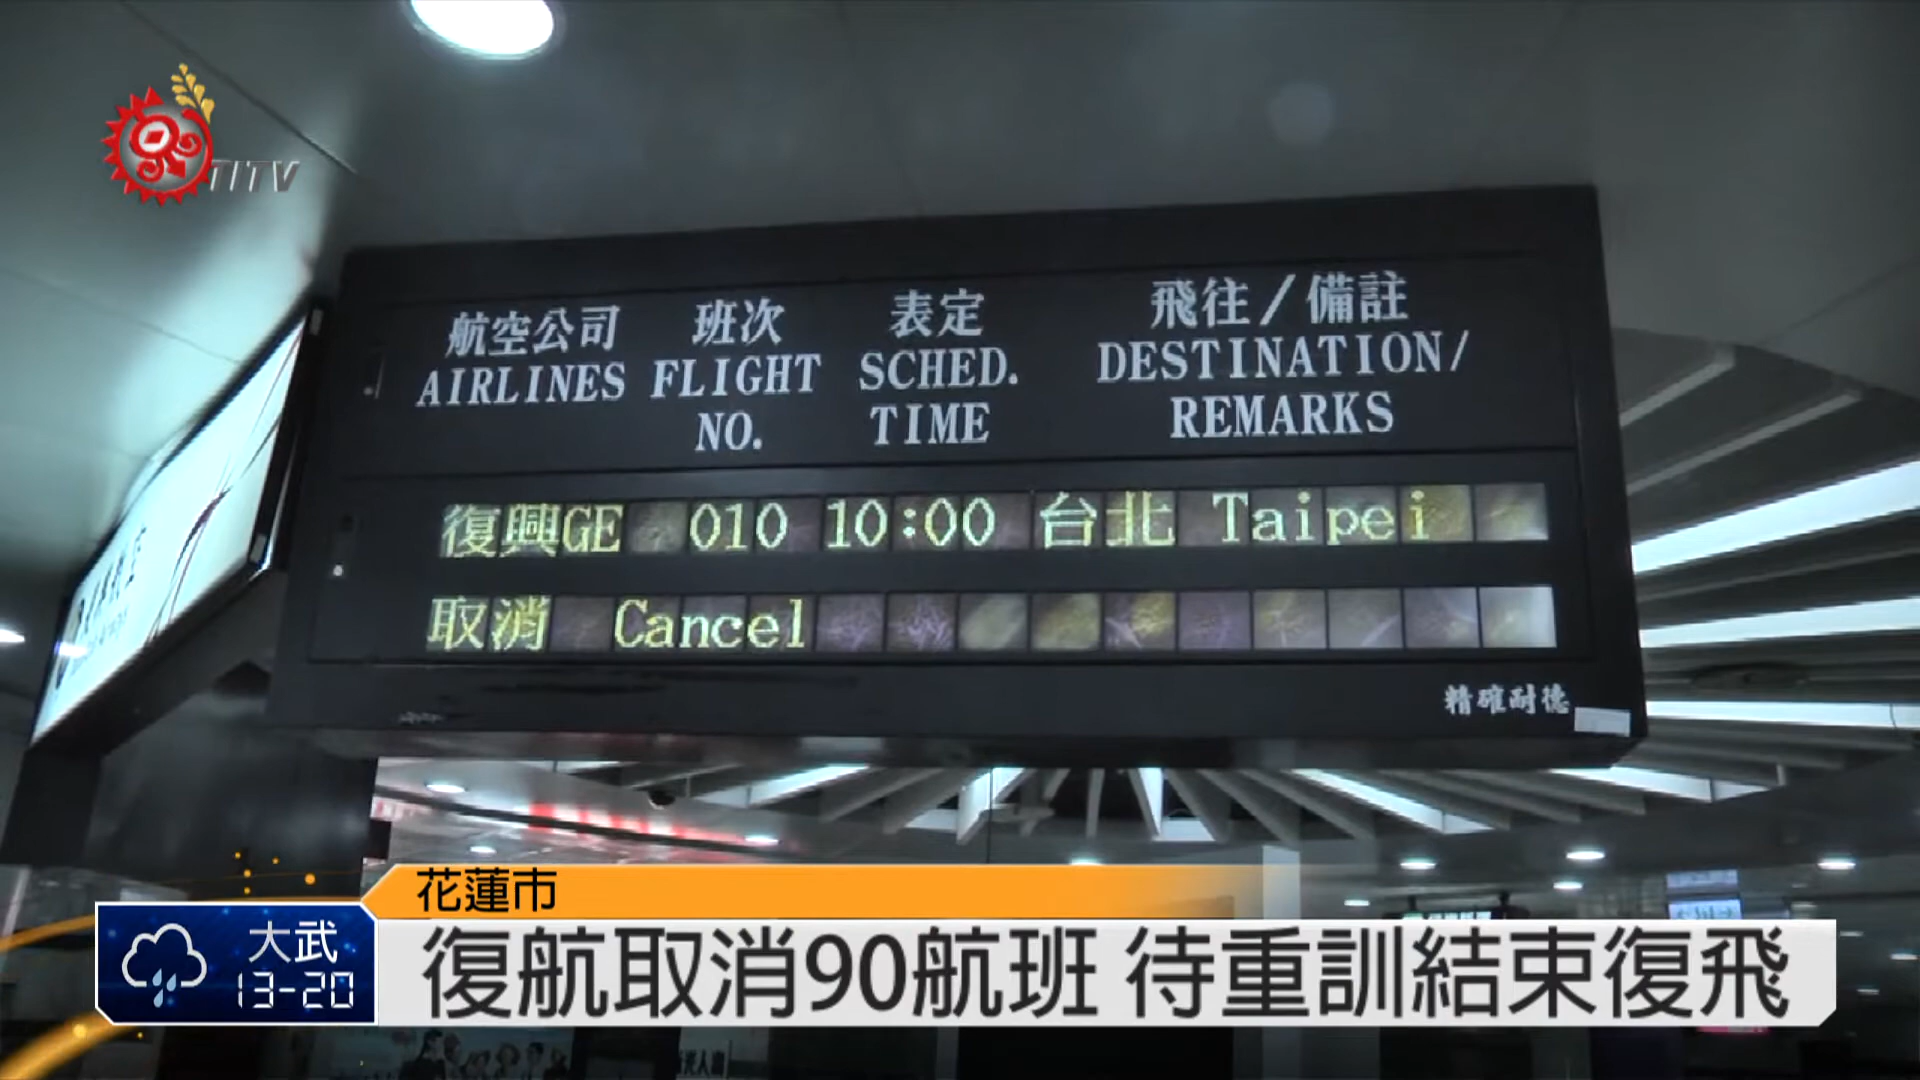 TITV
航空公司 班次 表定 飛往/備註
AIRLINES FLIGHT SCHED. DESTINATION/
NO. TIME REMARKS
復興GE 010 10:00 台北 Taipei
取消 Cancel
精確耐德
花蓮市
大武
13-20
復航取消90航班 待重訓結束復飛